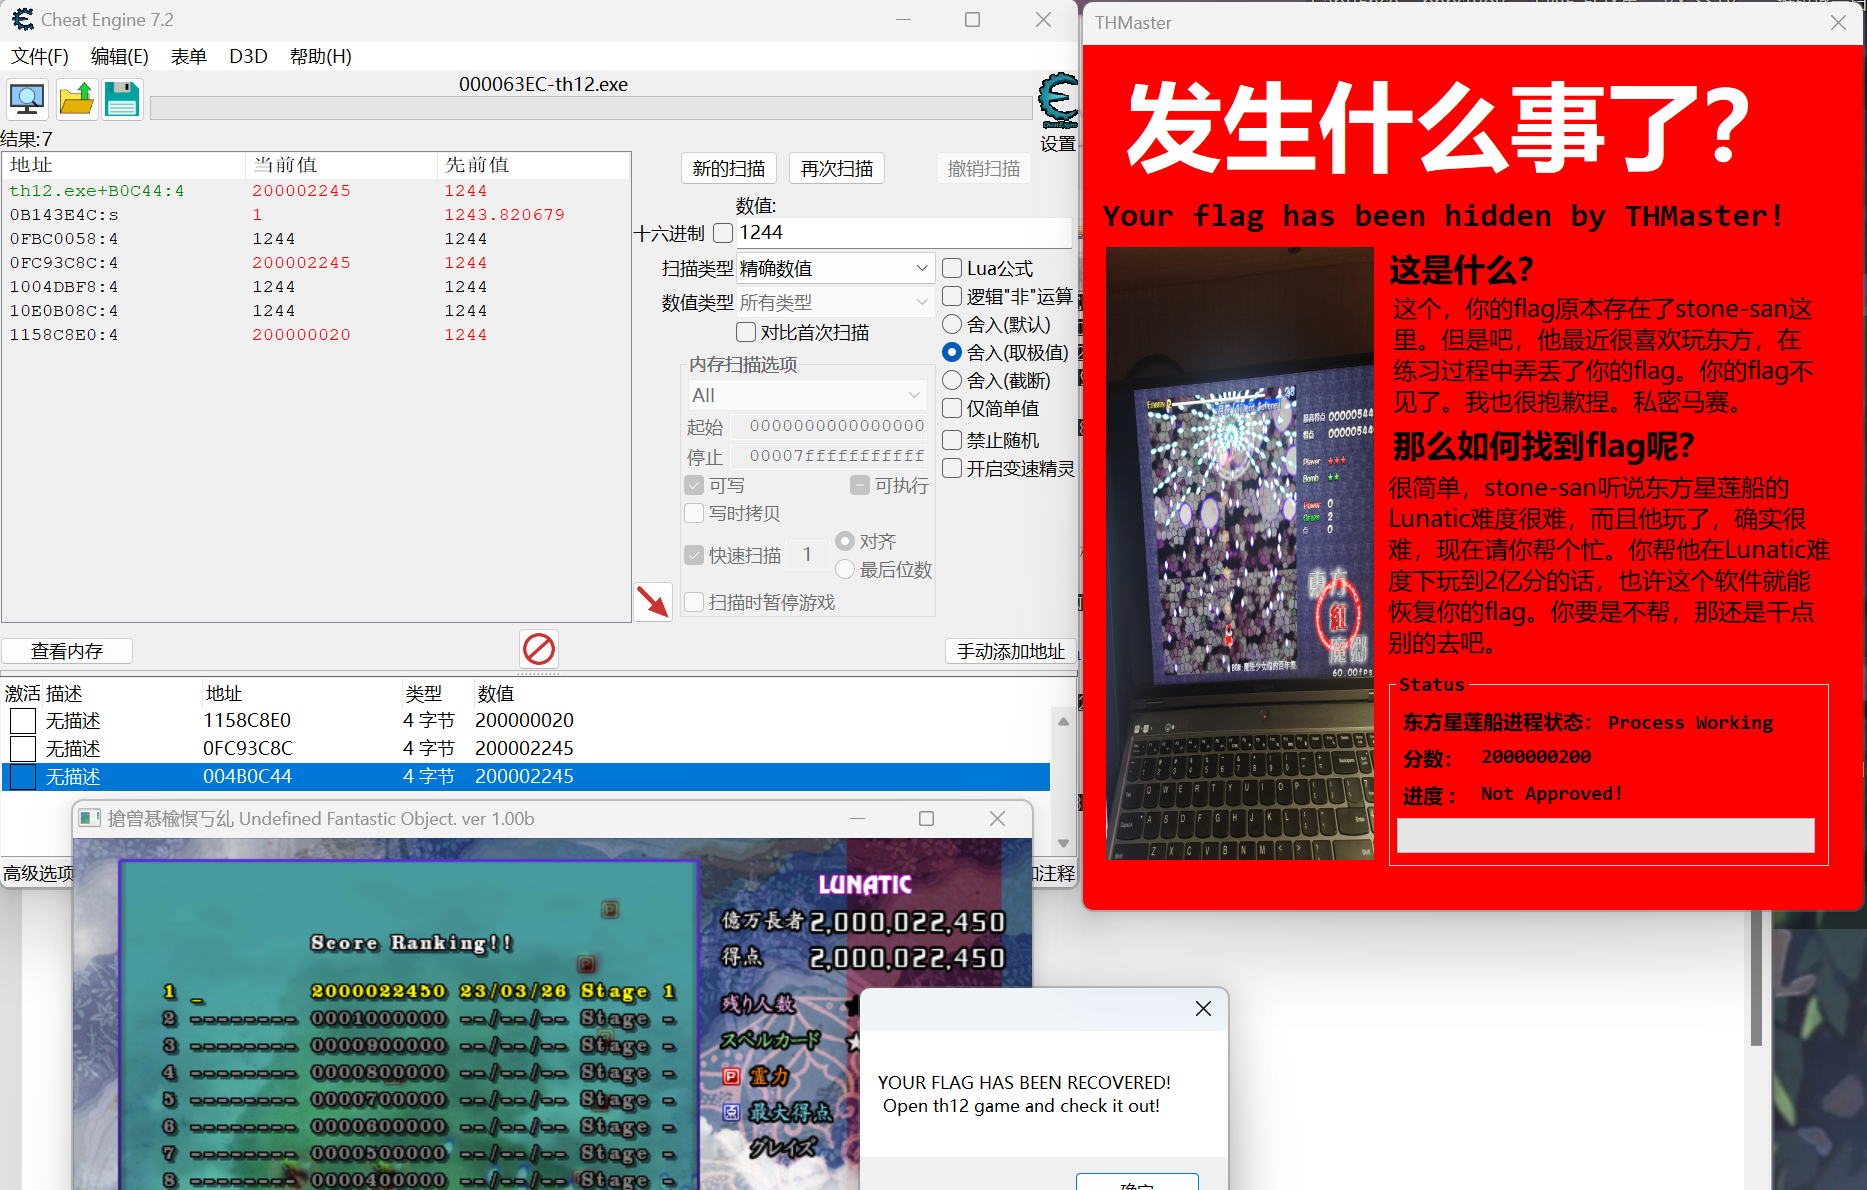 Cheat Engine 7.2
文件(F) 编辑(E) 表单 D3D 帮助(H)
000063EC-th12.exe
设置
结果:7
地址 当前值 先前值
th12.exe+B0C44:4 200002245 1244
0B143E4C:s 1 1243.820679
0FBC0058:4 1244 1244
0FC93C8C:4 200002245 1244
1004DBF8:4 1244 1244
10E0B08C:4 1244 1244
1158C8E0:4 200000020 1244
新的扫描 再次扫描 撤销扫描
数值:
十六进制 1244
扫描类型 精确数值
数值类型 所有类型
对比首次扫描
Lua公式
逻辑"非"运算
舍入(默认)
舍入(取极值)
舍入(截断)
仅简单值
禁止随机
开启变速精灵
内存扫描选项
All
起始 0000000000000000
停止 00007fffffffffff
可写 可执行
写时拷贝
快速扫描 1 对齐
最后位数
扫描时暂停游戏
查看内存 手动添加地址
激活 描述 地址 类型 数值
无描述 1158C8E0 4 字节 200000020
无描述 0FC93C8C 4 字节 200002245
无描述 004B0C44 4 字节 200002245
高级选项
注释
Undefined Fantastic Object. ver 1.00b
Score Ranking!!
1 _ 2000022450 23/03/26 Stage 1
2 -------- 0001000000 --/--/-- Stage -
3 -------- 0000900000 --/--/-- Stage -
4 -------- 0000800000 --/--/-- Stage -
5 -------- 0000700000 --/--/-- Stage -
6 -------- 0000600000 --/--/-- Stage -
7 -------- 0000500000 --/--/-- Stage -
8 -------- 0000400000 --/--/-- Stage -
LUNATIC
億万長者 2,000,022,450
得点 2,000,022,450
残り人数
スペルカード
霊力
最大得点
グレイズ
YOUR FLAG HAS BEEN RECOVERED!
Open th12 game and check it out!
确定
THMaster
发生什么事了?
Your flag has been hidden by THMaster!
这是什么?
这个，你的flag原本存在了stone-san这
里。但是吧，他最近很喜欢玩东方，在
练习过程中弄丢了你的flag。你的flag不
见了。我也很抱歉捏。私密马赛。
那么如何找到flag呢?
很简单，stone-san听说东方星莲船的
Lunatic难度很难，而且他玩了，确实很
难，现在请你帮个忙。你帮他在Lunatic难
度下玩到2亿分的话，也许这个软件就能
恢复你的flag。你要是不帮，那还是干点
别的去吧。
Status
东方星莲船进程状态: Process Working
分数: 2000000200
进度: Not Approved!
Player
Bomb
Power 0
Graze 2
点 0
東方
紅
魔郷
60.00fps